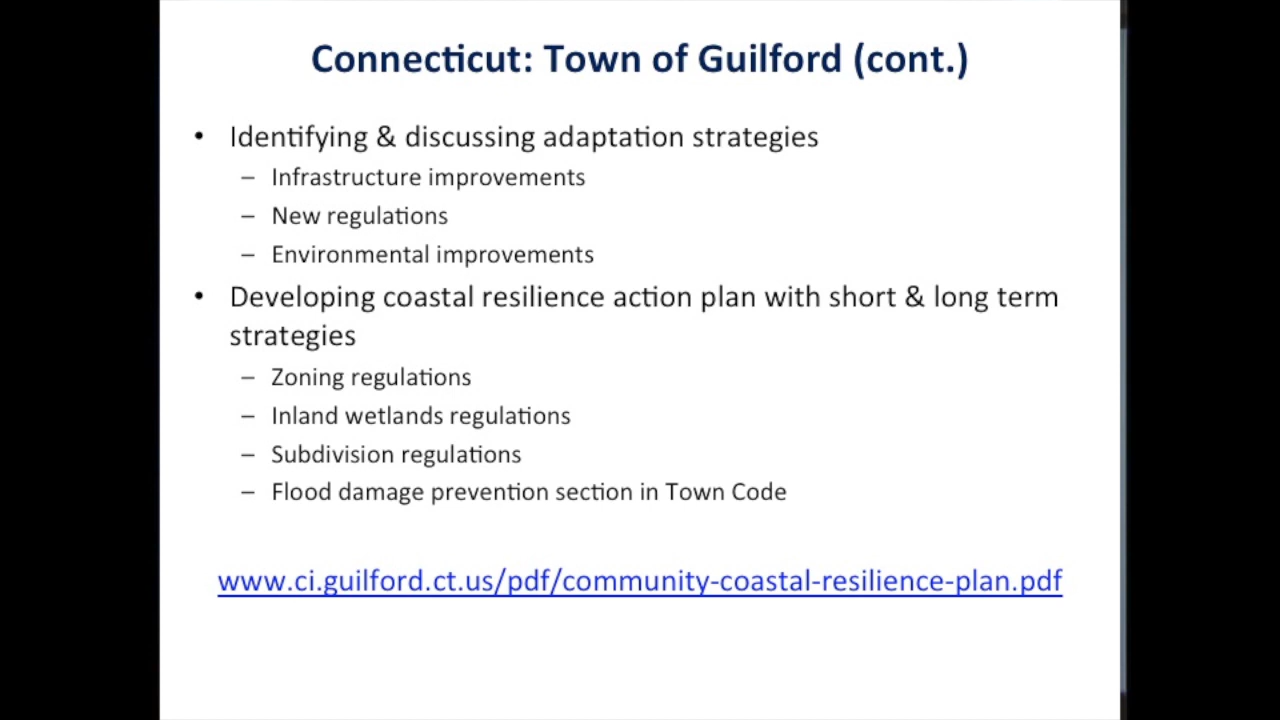 Connecticut: Town of Guilford (cont.)
• Identifying & discussing adaptation strategies
– Infrastructure improvements
– New regulations
– Environmental improvements
• Developing coastal resilience action plan with short & long term
strategies
– Zoning regulations
– Inland wetlands regulations
– Subdivision regulations
– Flood damage prevention section in Town Code
www.ci.guilford.ct.us/pdf/community-coastal-resilience-plan.pdf